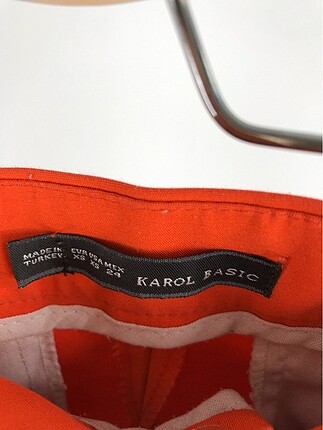 MADE IN EUR USA MEX
TURKEY. XS XS 24
KAROL BASIC